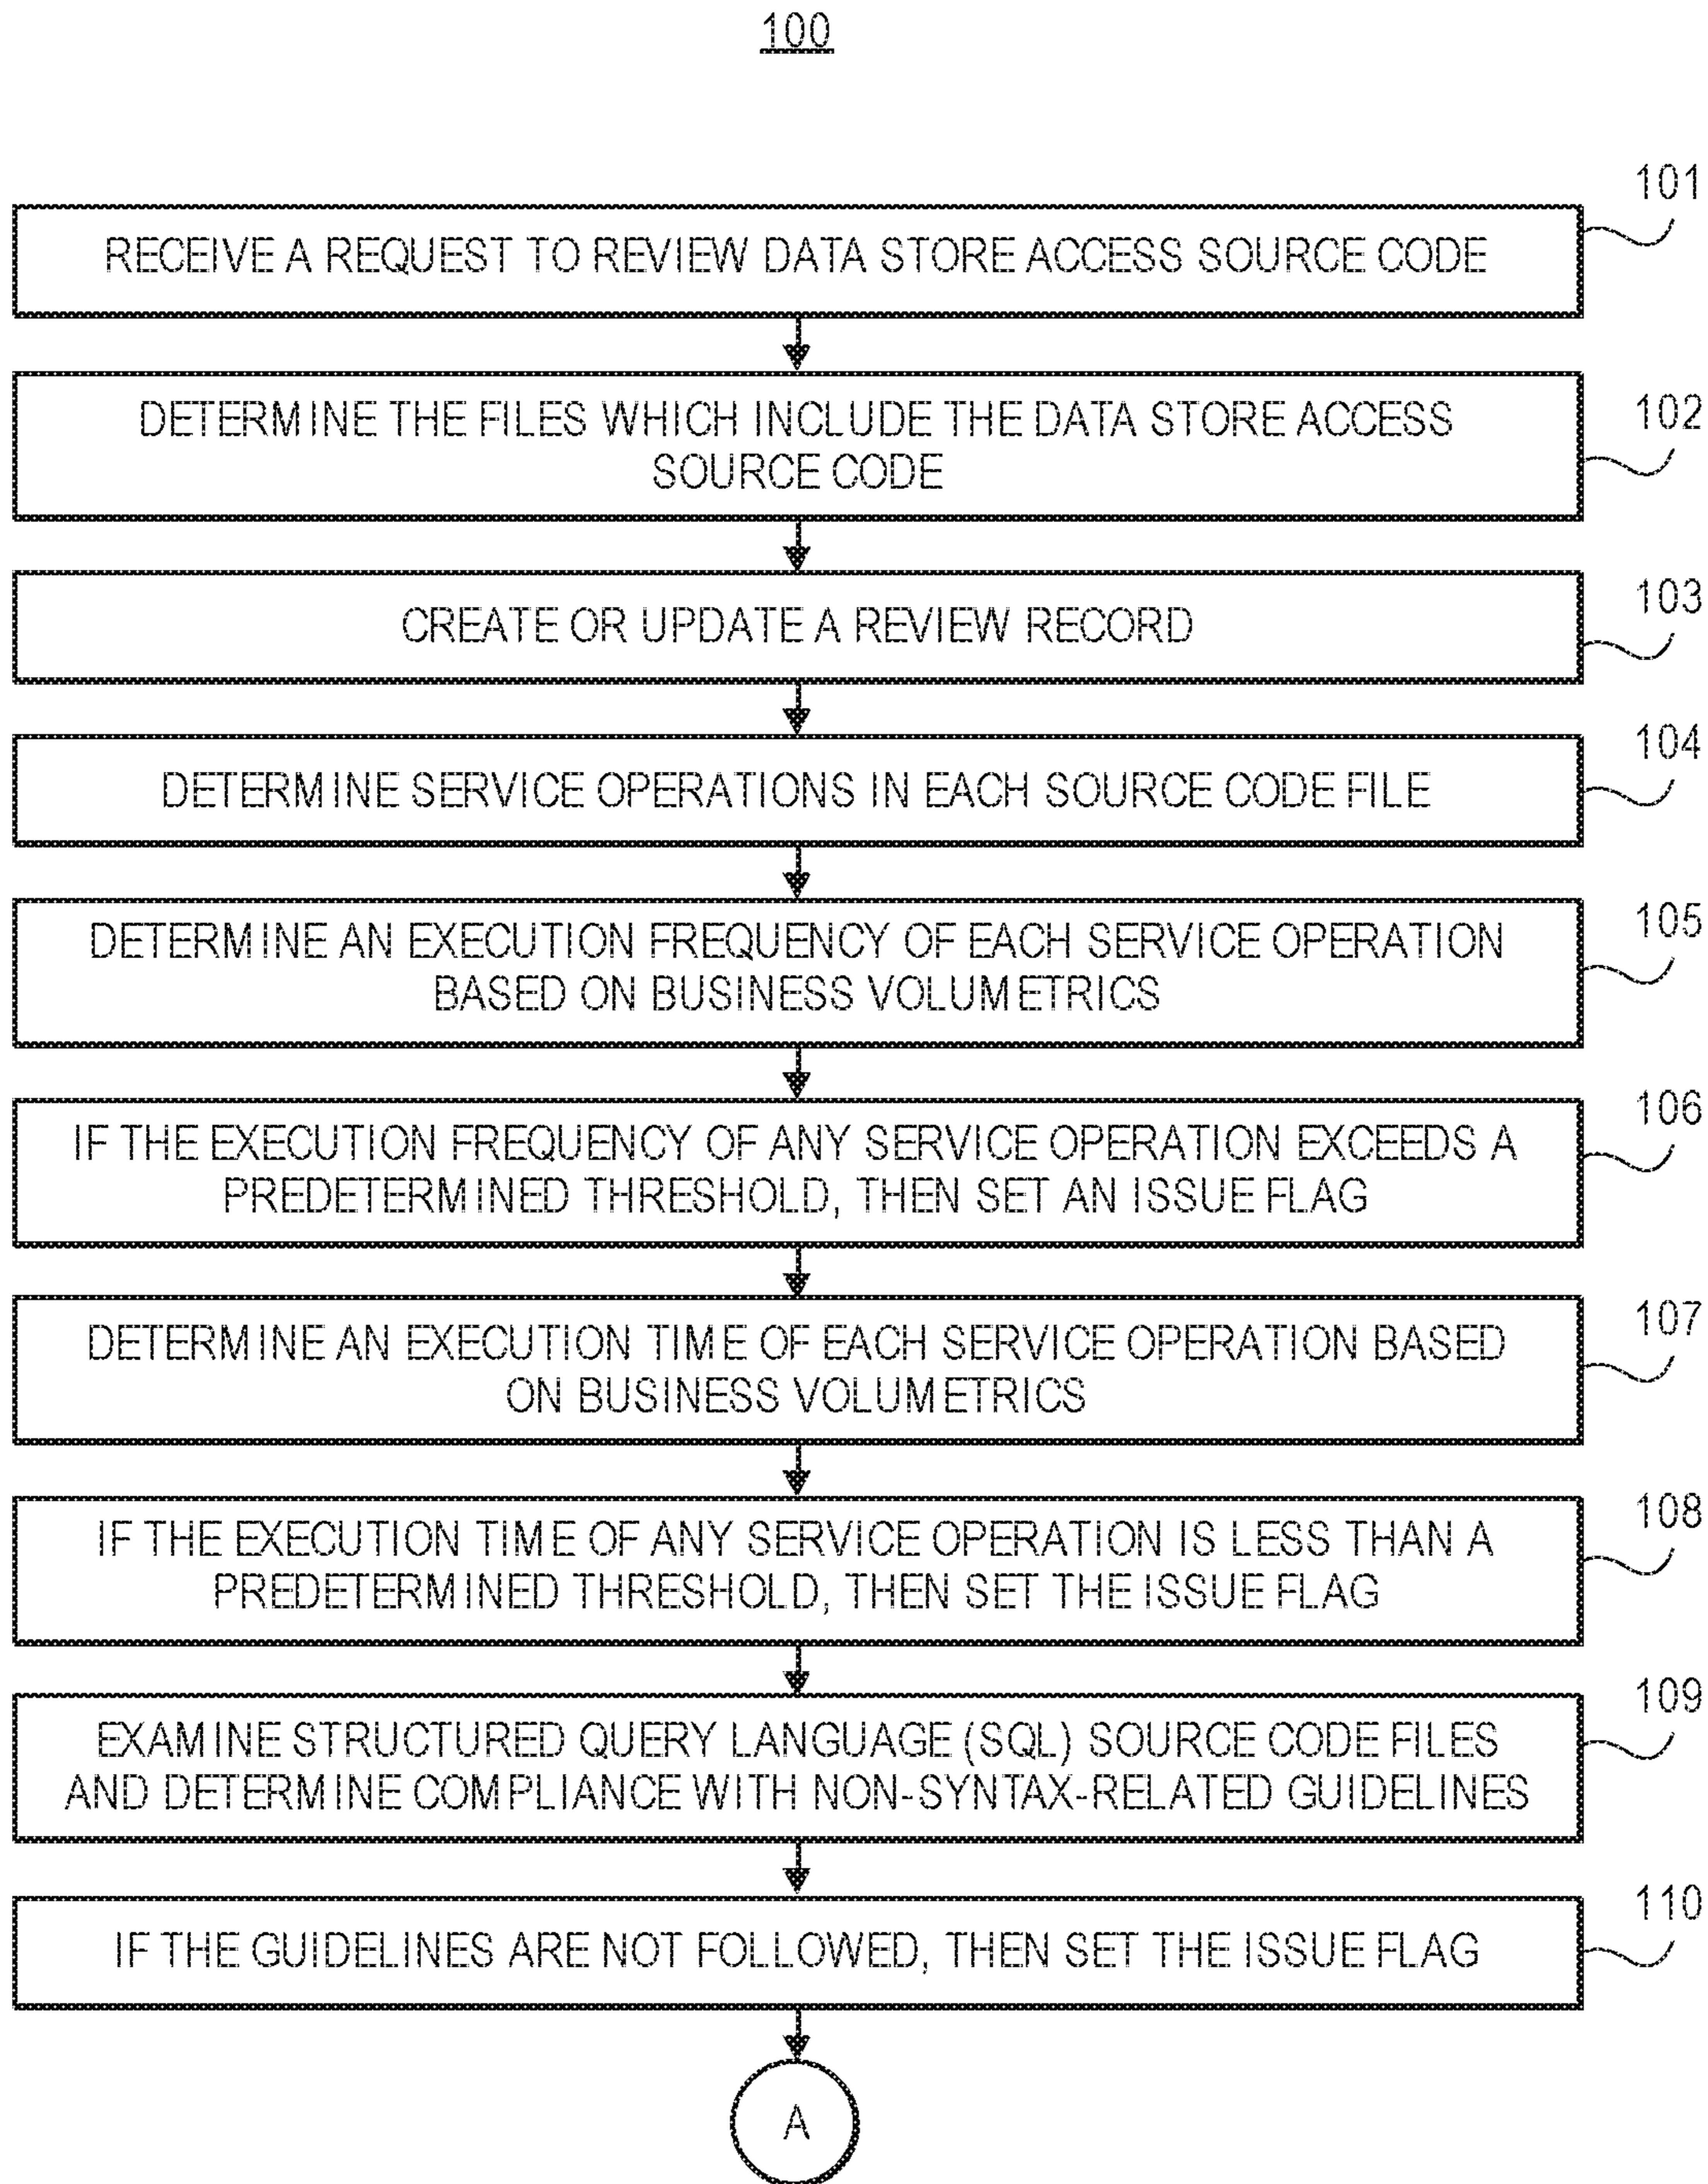 100
101
RECEIVE A REQUEST TO REVIEW DATA STORE ACCESS SOURCE CODE
102
DETERMINE THE FILES WHICH INCLUDE THE DATA STORE ACCESS
SOURCE CODE
103
CREATE OR UPDATE A REVIEW RECORD
104
DETERMINE SERVICE OPERATIONS IN EACH SOURCE CODE FILE
105
DETERMINE AN EXECUTION FREQUENCY OF EACH SERVICE OPERATION
BASED ON BUSINESS VOLUMETRICS
106
IF THE EXECUTION FREQUENCY OF ANY SERVICE OPERATION EXCEEDS A
PREDETERMINED THRESHOLD, THEN SET AN ISSUE FLAG
107
DETERMINE AN EXECUTION TIME OF EACH SERVICE OPERATION BASED
ON BUSINESS VOLUMETRICS
108
IF THE EXECUTION TIME OF ANY SERVICE OPERATION IS LESS THAN A
PREDETERMINED THRESHOLD, THEN SET THE ISSUE FLAG
109
EXAMINE STRUCTURED QUERY LANGUAGE (SQL) SOURCE CODE FILES
AND DETERMINE COMPLIANCE WITH NON-SYNTAX-RELATED GUIDELINES
110
IF THE GUIDELINES ARE NOT FOLLOWED, THEN SET THE ISSUE FLAG
A